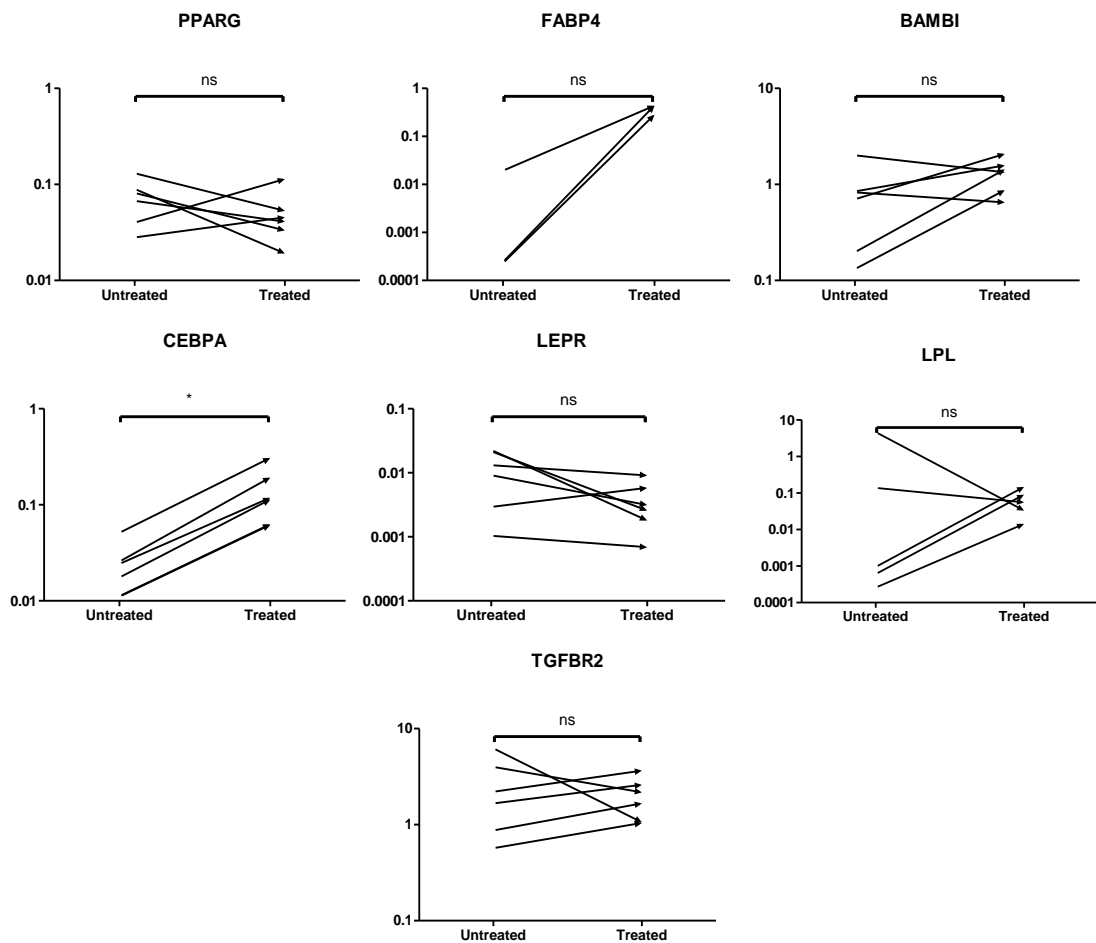 PPARG
ns
1
0.1
0.01
Untreated Treated
FABP4
ns
1
0.1
0.01
0.001
0.0001
Untreated Treated
BAMBI
ns
10
1
0.1
Untreated Treated
CEBPA
*
1
0.1
0.01
Untreated Treated
LEPR
ns
0.1
0.01
0.001
0.0001
Untreated Treated
LPL
ns
10
1
0.1
0.01
0.001
0.0001
Untreated Treated
TGFBR2
ns
10
1
0.1
Untreated Treated